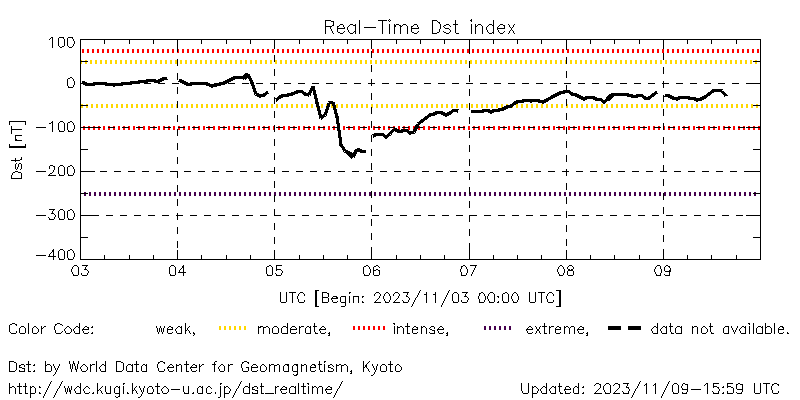 Real-Time Dst index
Dst [nT]
100
0
-100
-200
-300
-400
03 04 05 06 07 08 09
UTC [Begin: 2023/11/03 00:00 UTC]
Color Code: weak, moderate, intense, extreme, data not available.
Dst: by World Data Center for Geomagnetism, Kyoto
http://wdc.kugi.kyoto-u.ac.jp/dst_realtime/ Updated: 2023/11/09-15:59 UTC